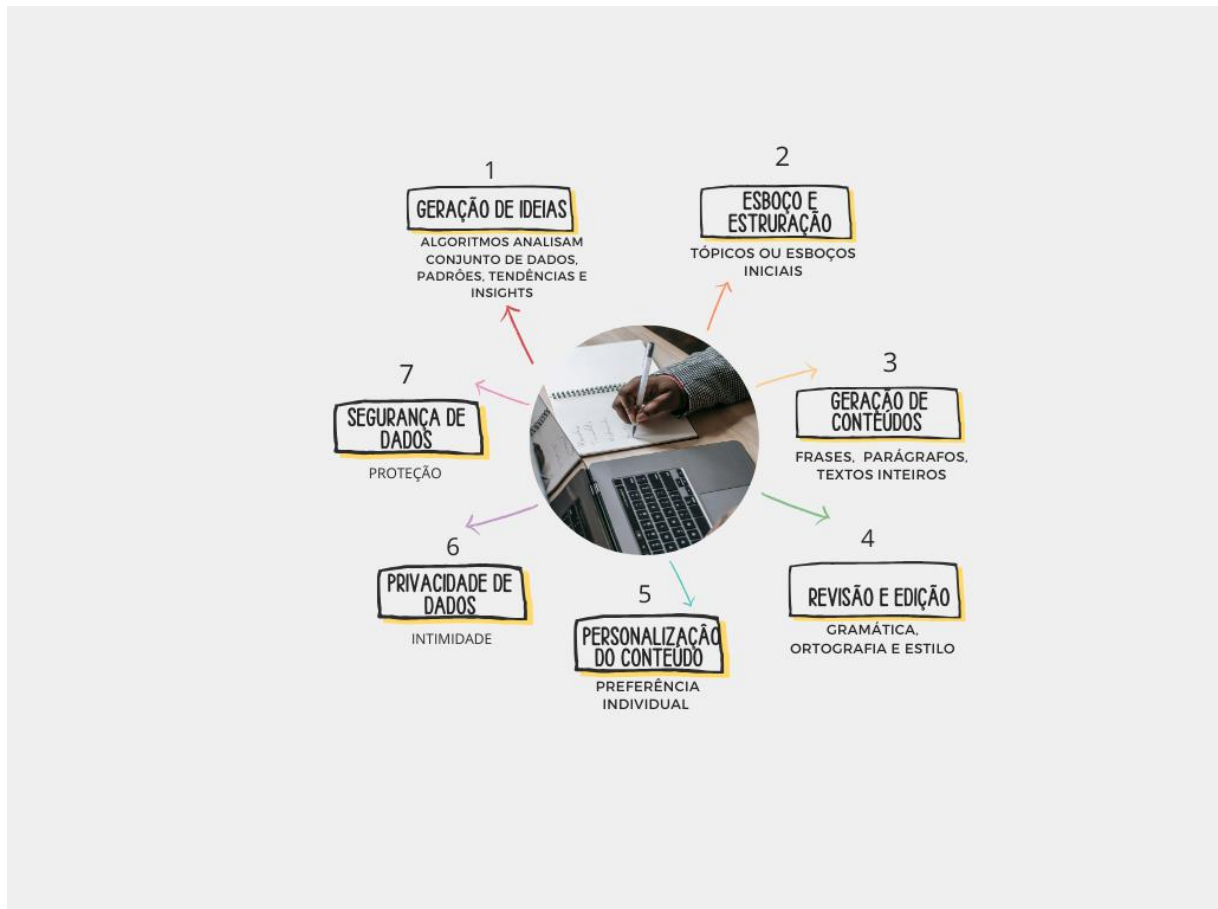 1
GERAÇÃO DE IDEIAS
ALGORITMOS ANALISAM
CONJUNTO DE DADOS,
PADRÕES, TENDÊNCIAS E
INSIGHTS
2
ESBOÇO E
ESTRURAÇÃO
TÓPICOS OU ESBOÇOS
INICIAIS
3
GERAÇÃO DE
CONTEÚDOS
FRASES, PARÁGRAFOS,
TEXTOS INTEIROS
4
REVISÃO E EDIÇÃO
GRAMÁTICA,
ORTOGRAFIA E ESTILO
5
PERSONALIZAÇÃO
DO CONTEÚDO
PREFERÊNCIA
INDIVIDUAL
6
PRIVACIDADE DE
DADOS
INTIMIDADE
7
SEGURANÇA DE
DADOS
PROTEÇÃO